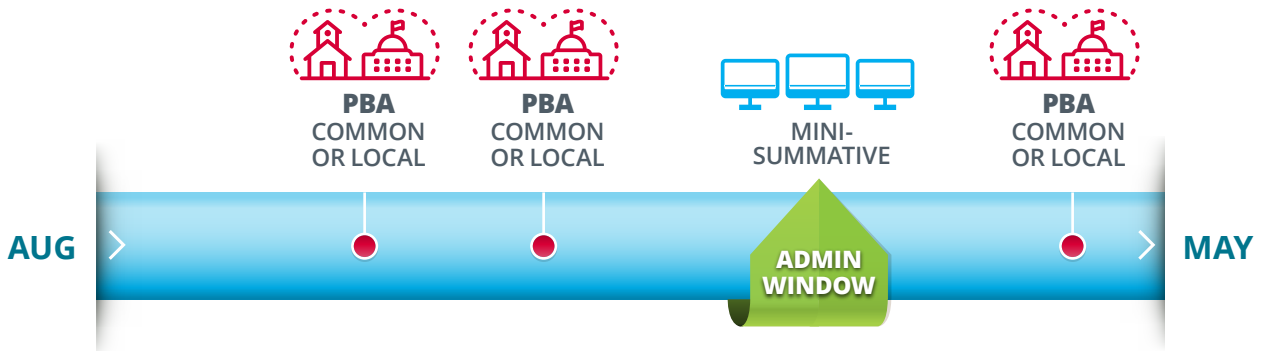 PBA
COMMON
OR LOCAL
PBA
COMMON
OR LOCAL
MINI-
SUMMATIVE
PBA
COMMON
OR LOCAL
AUG
ADMIN
WINDOW
MAY